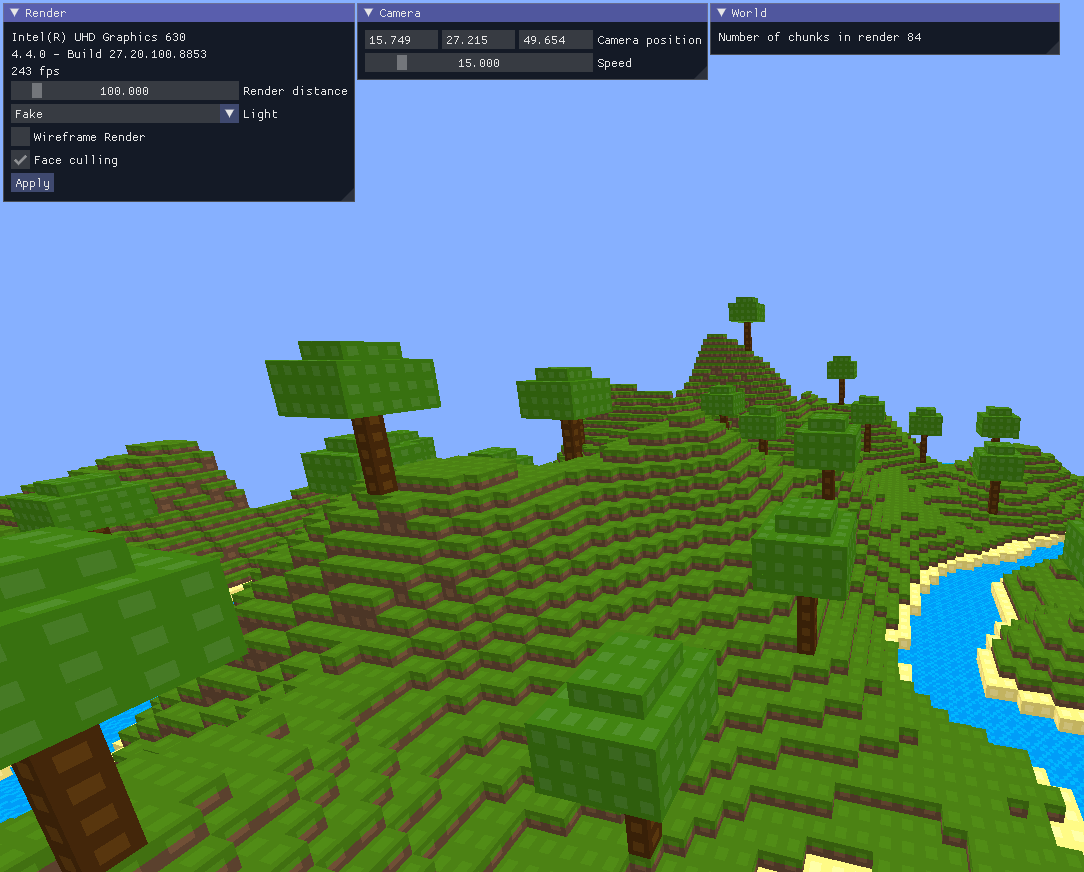 Render
Intel(R) UHD Graphics 630
4.4.0 - Build 27.20.100.8853
243 fps
100.000 Render distance
Fake Light
Wireframe Render
Face culling
Apply
Camera
15.749 27.215 49.654 Camera position
15.000 Speed
World
Number of chunks in render 84